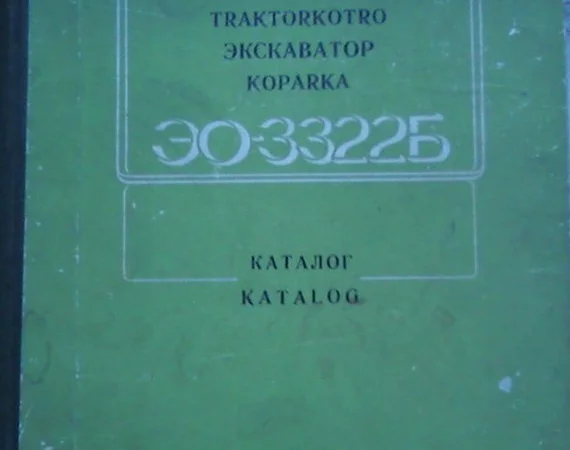 TRAKTORKOTRO
ЭКСКАВАТОР
KOPARKA
ЭО-3322Б
КАТАЛОГ
KATALOG